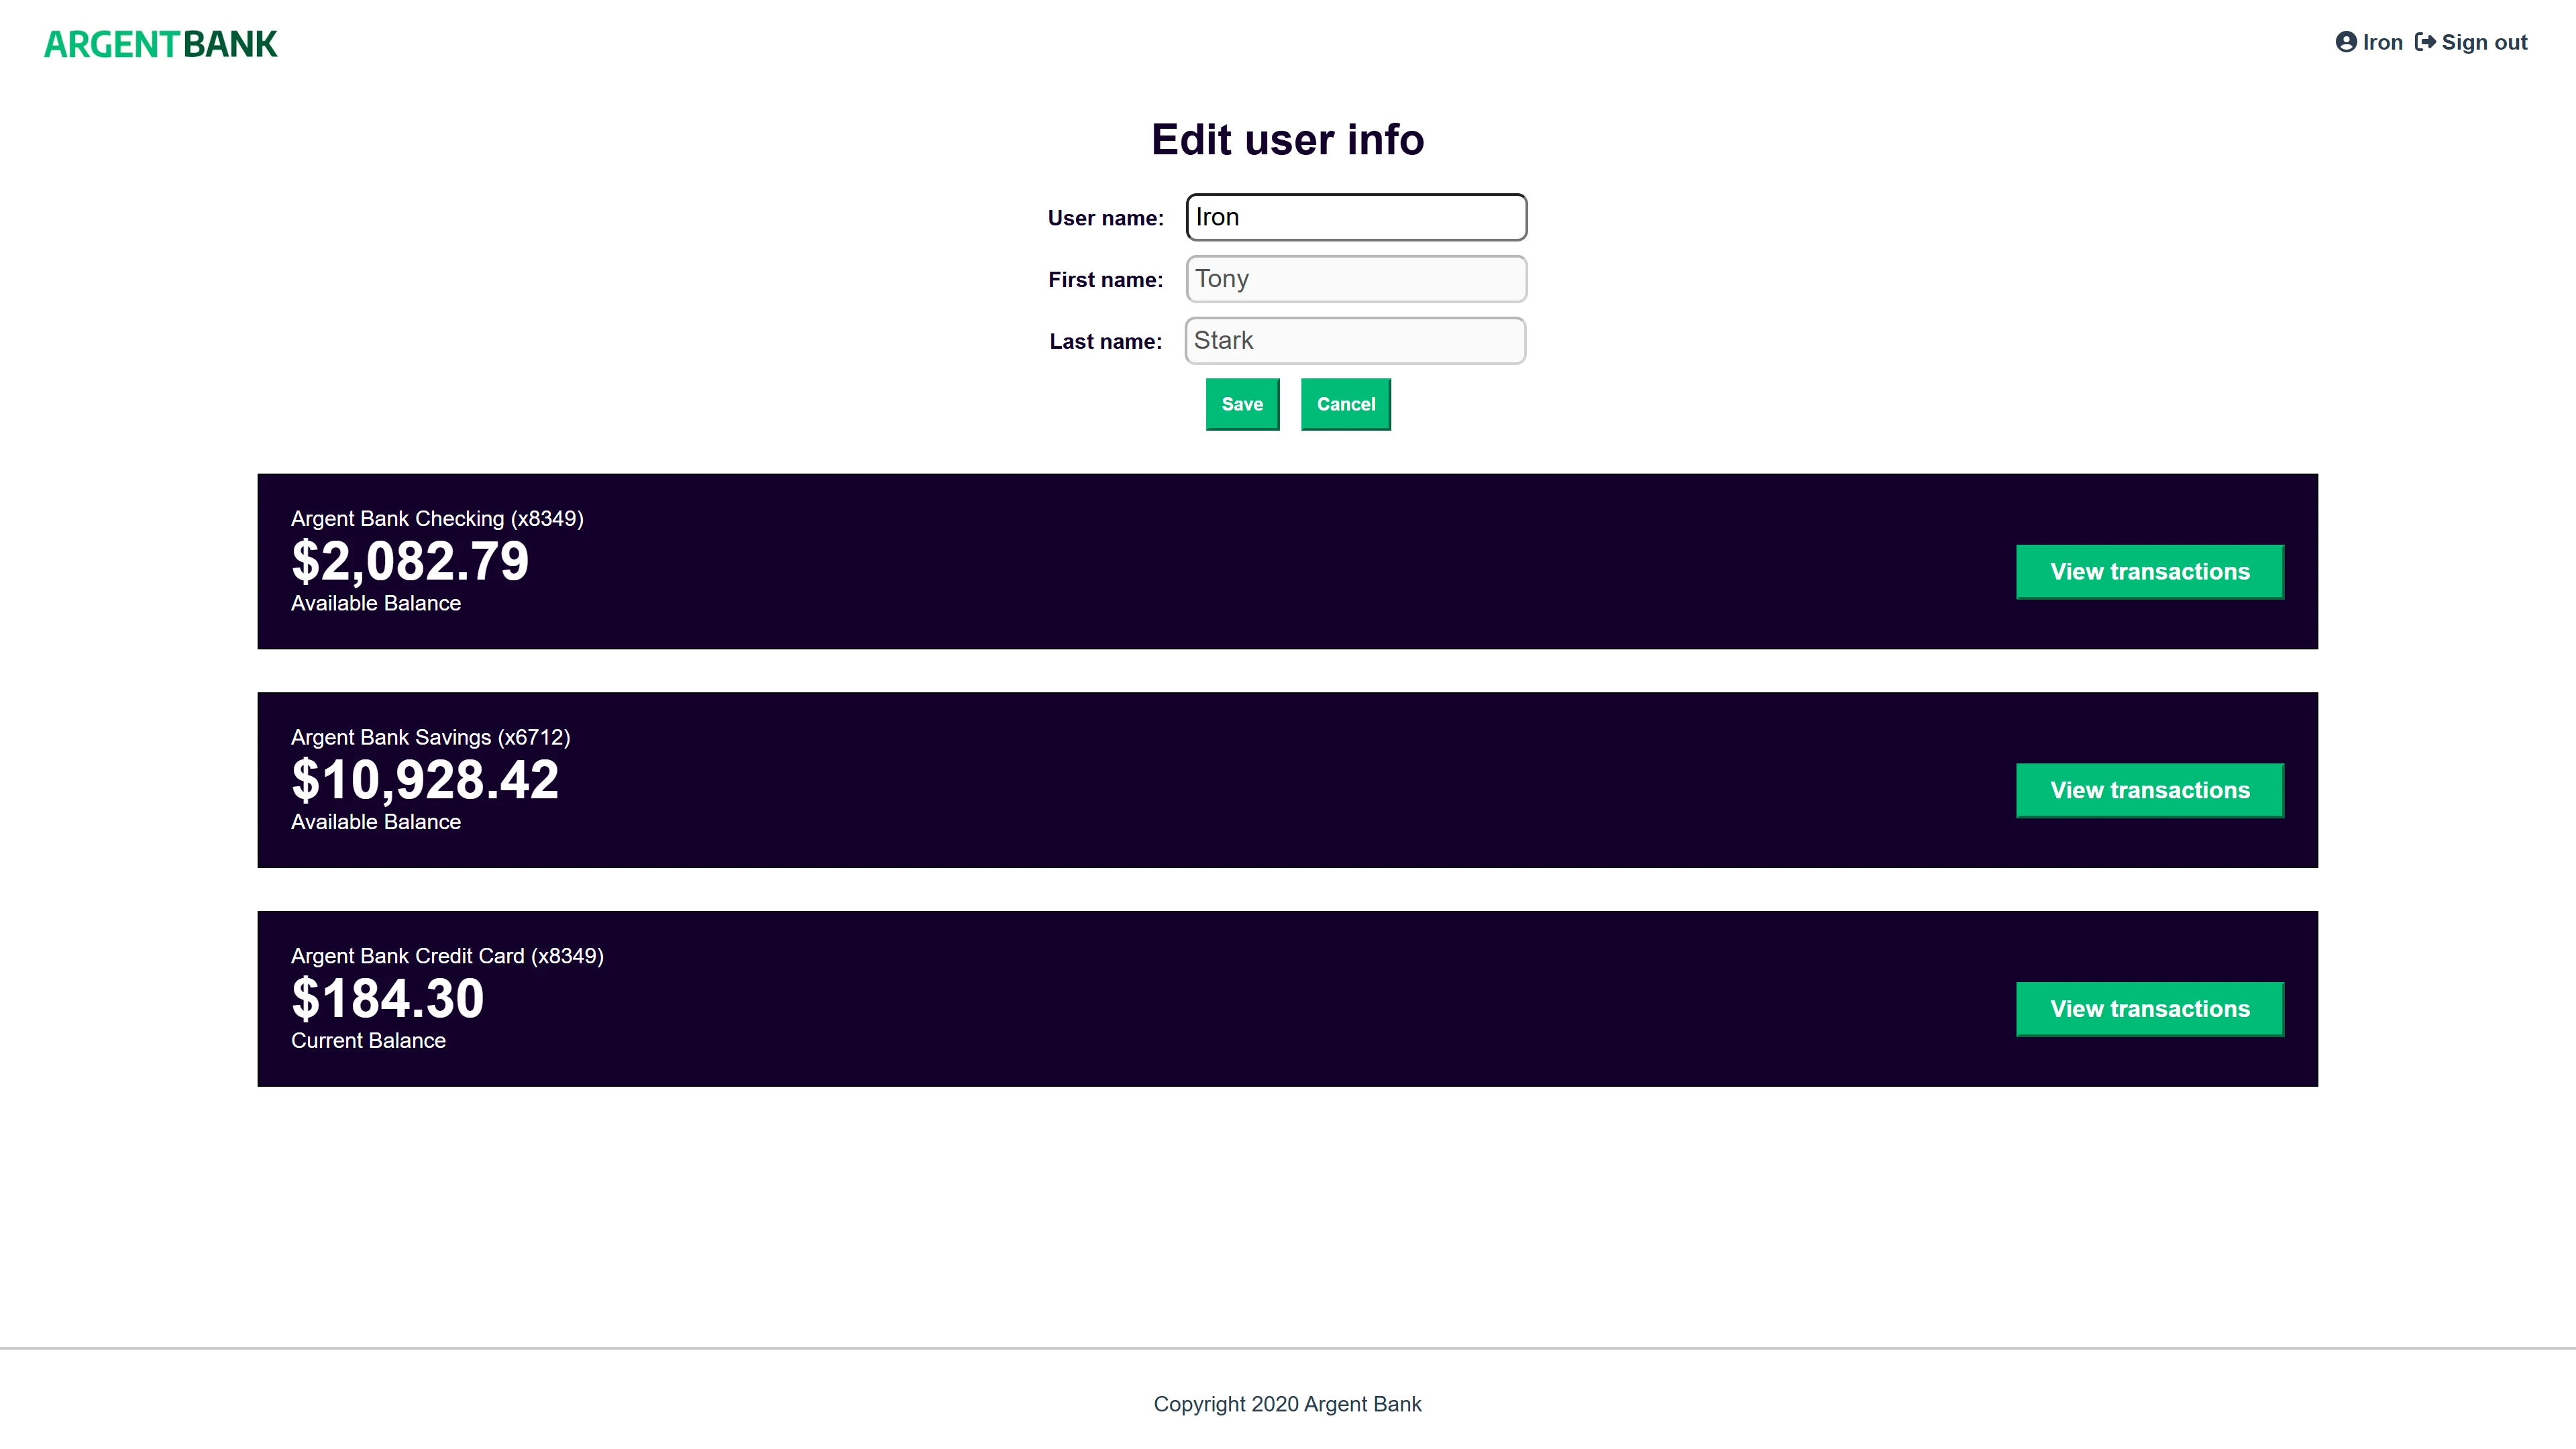 ARGENTBANK
Iron Sign out
Edit user info
User name: Iron
First name: Tony
Last name: Stark
Save Cancel
Argent Bank Checking (x8349)
$2,082.79
Available Balance
View transactions
Argent Bank Savings (x6712)
$10,928.42
Available Balance
View transactions
Argent Bank Credit Card (x8349)
$184.30
Current Balance
View transactions
Copyright 2020 Argent Bank